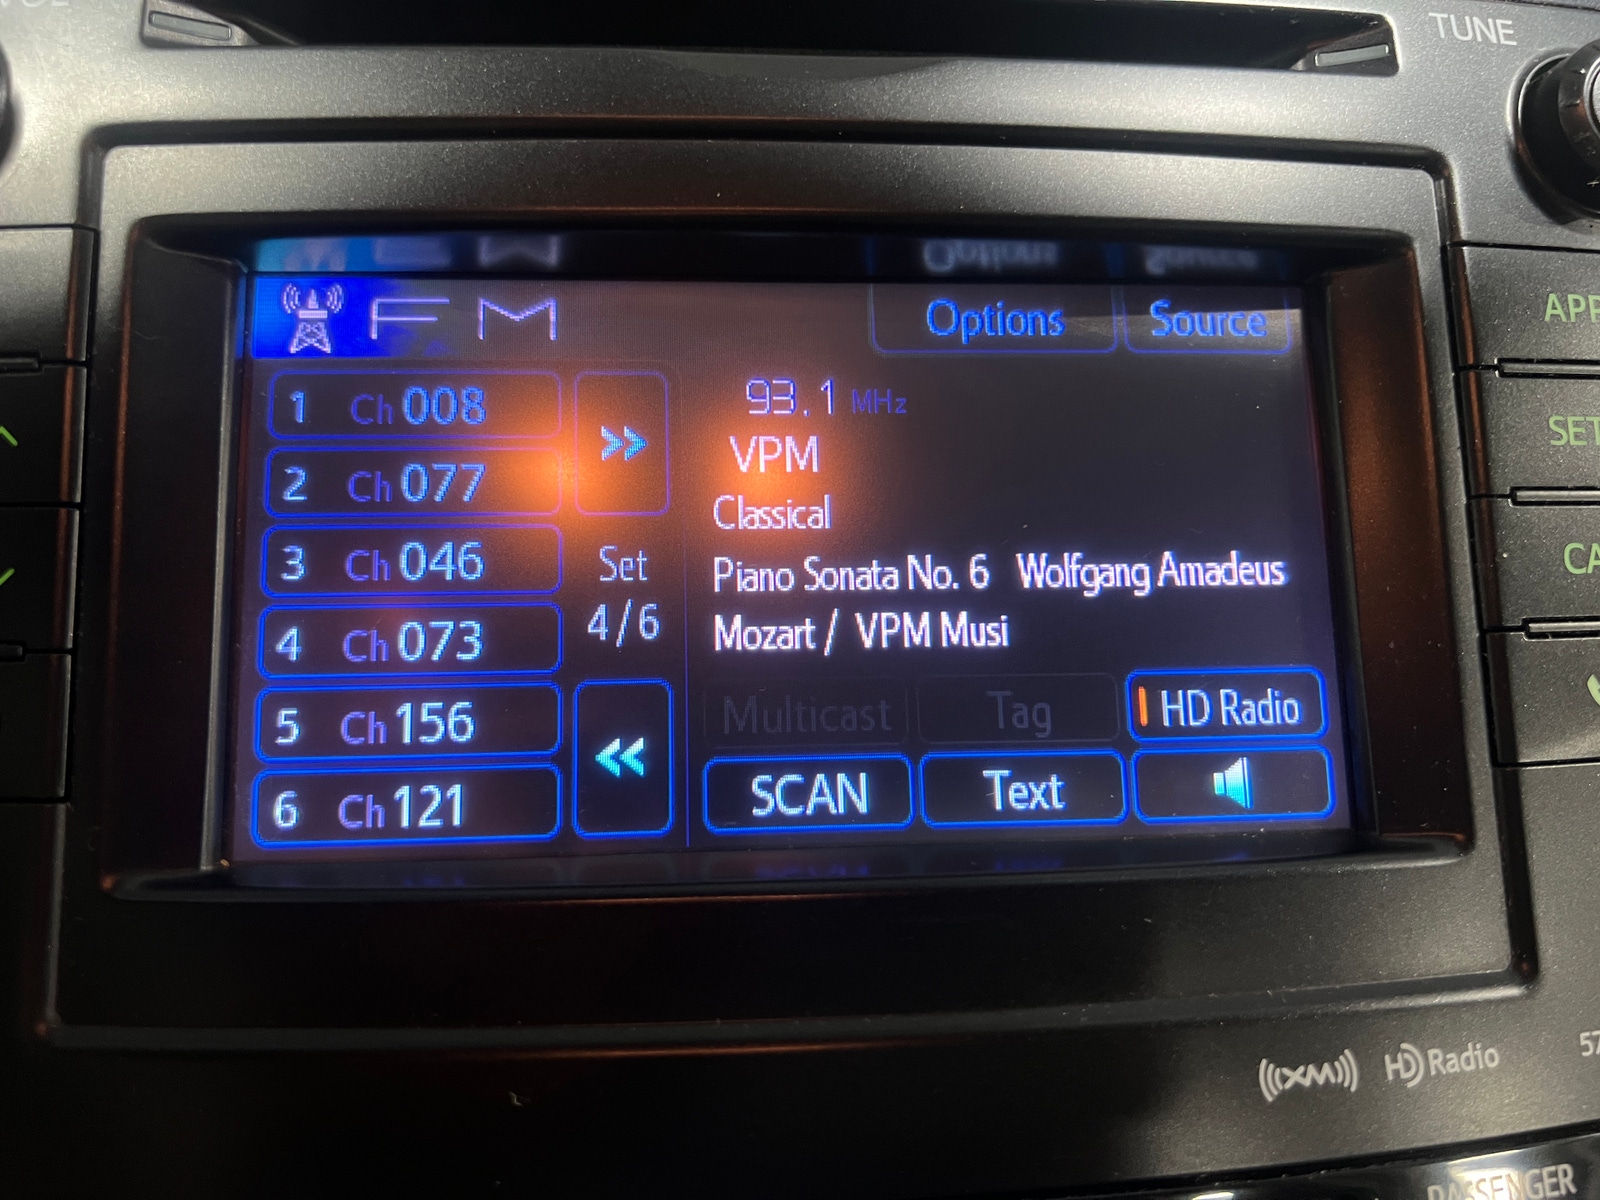 TUNE
FM
Options
Source
1 Ch 008
2 Ch 077
3 Ch 046
4 Ch 073
5 Ch 156
6 Ch 121
Set
4/6
93.1 MHz
VPM
Classical
Piano Sonata No. 6 Wolfgang Amadeus
Mozart / VPM Musi
Multicast
Tag
HD Radio
SCAN
Text
APP
SET
CA
((XM))
HD Radio
57
PASSENGER